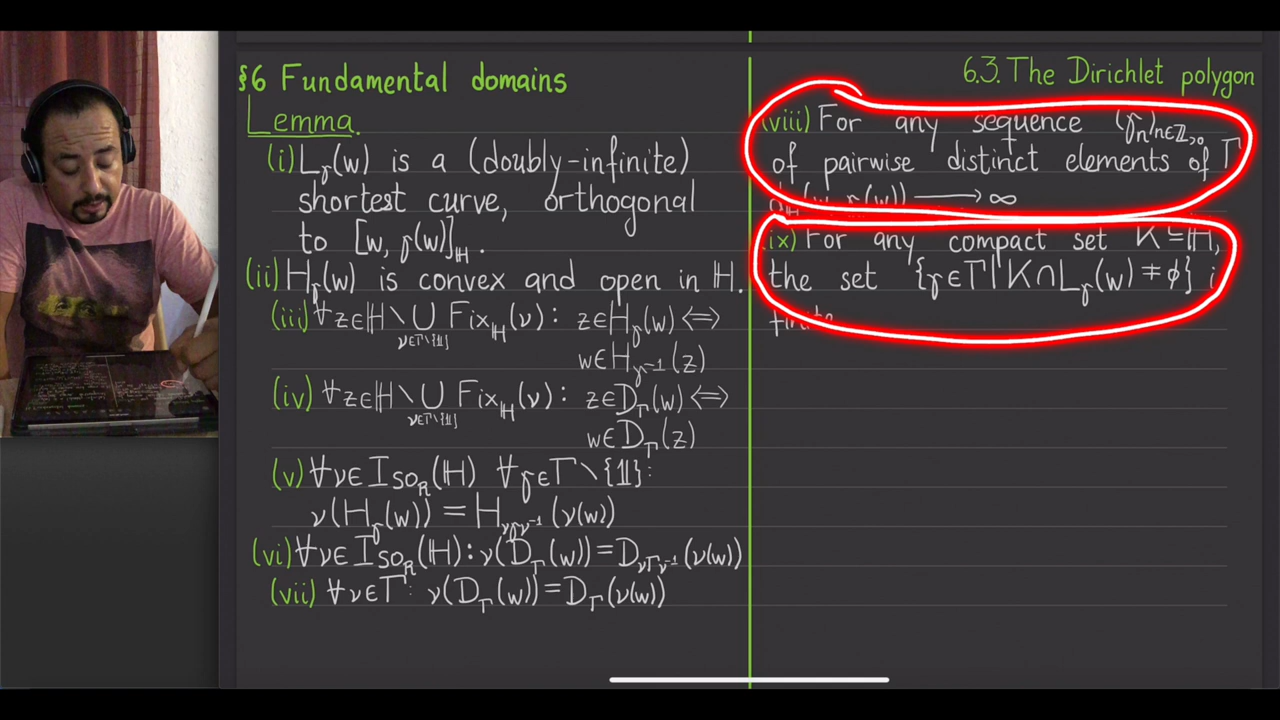 §6 Fundamental domains
Lemma.
(i) L_γ(w) is a (doubly-infinite)
shortest curve, orthogonal
to [w, γ(w)]_ℍ.
(ii) H_γ(w) is convex and open in ℍ.
(iii) ∀z∈ℍ∖∪_{ν∈Γ∖{𝟙}} Fix_ℍ(ν): z∈H_γ(w) ⇔
w∈H_{γ⁻¹}(z)
(iv) ∀z∈ℍ∖∪_{ν∈Γ∖{𝟙}} Fix_ℍ(ν): z∈D_Γ(w) ⇔
w∈D_Γ(z)
(v) ∀ν∈Iso_R(ℍ) ∀γ∈Γ∖{𝟙}:
ν(H_γ(w)) = H_{νγν⁻¹}(ν(w))
(vi) ∀ν∈Iso_R(ℍ): ν(D_Γ(w)) = D_{νΓν⁻¹}(ν(w))
(vii) ∀ν∈Γ: ν(D_Γ(w)) = D_Γ(ν(w))
6.3. The Dirichlet polygon
(viii) For any sequence (γ_n)_{n∈ℤ_{>0}}
of pairwise distinct elements of Γ
⟶ ∞
(ix) For any compact set K ⊆ ℍ,
the set {γ∈Γ | K∩L_γ(w) ≠ ϕ} i
finite